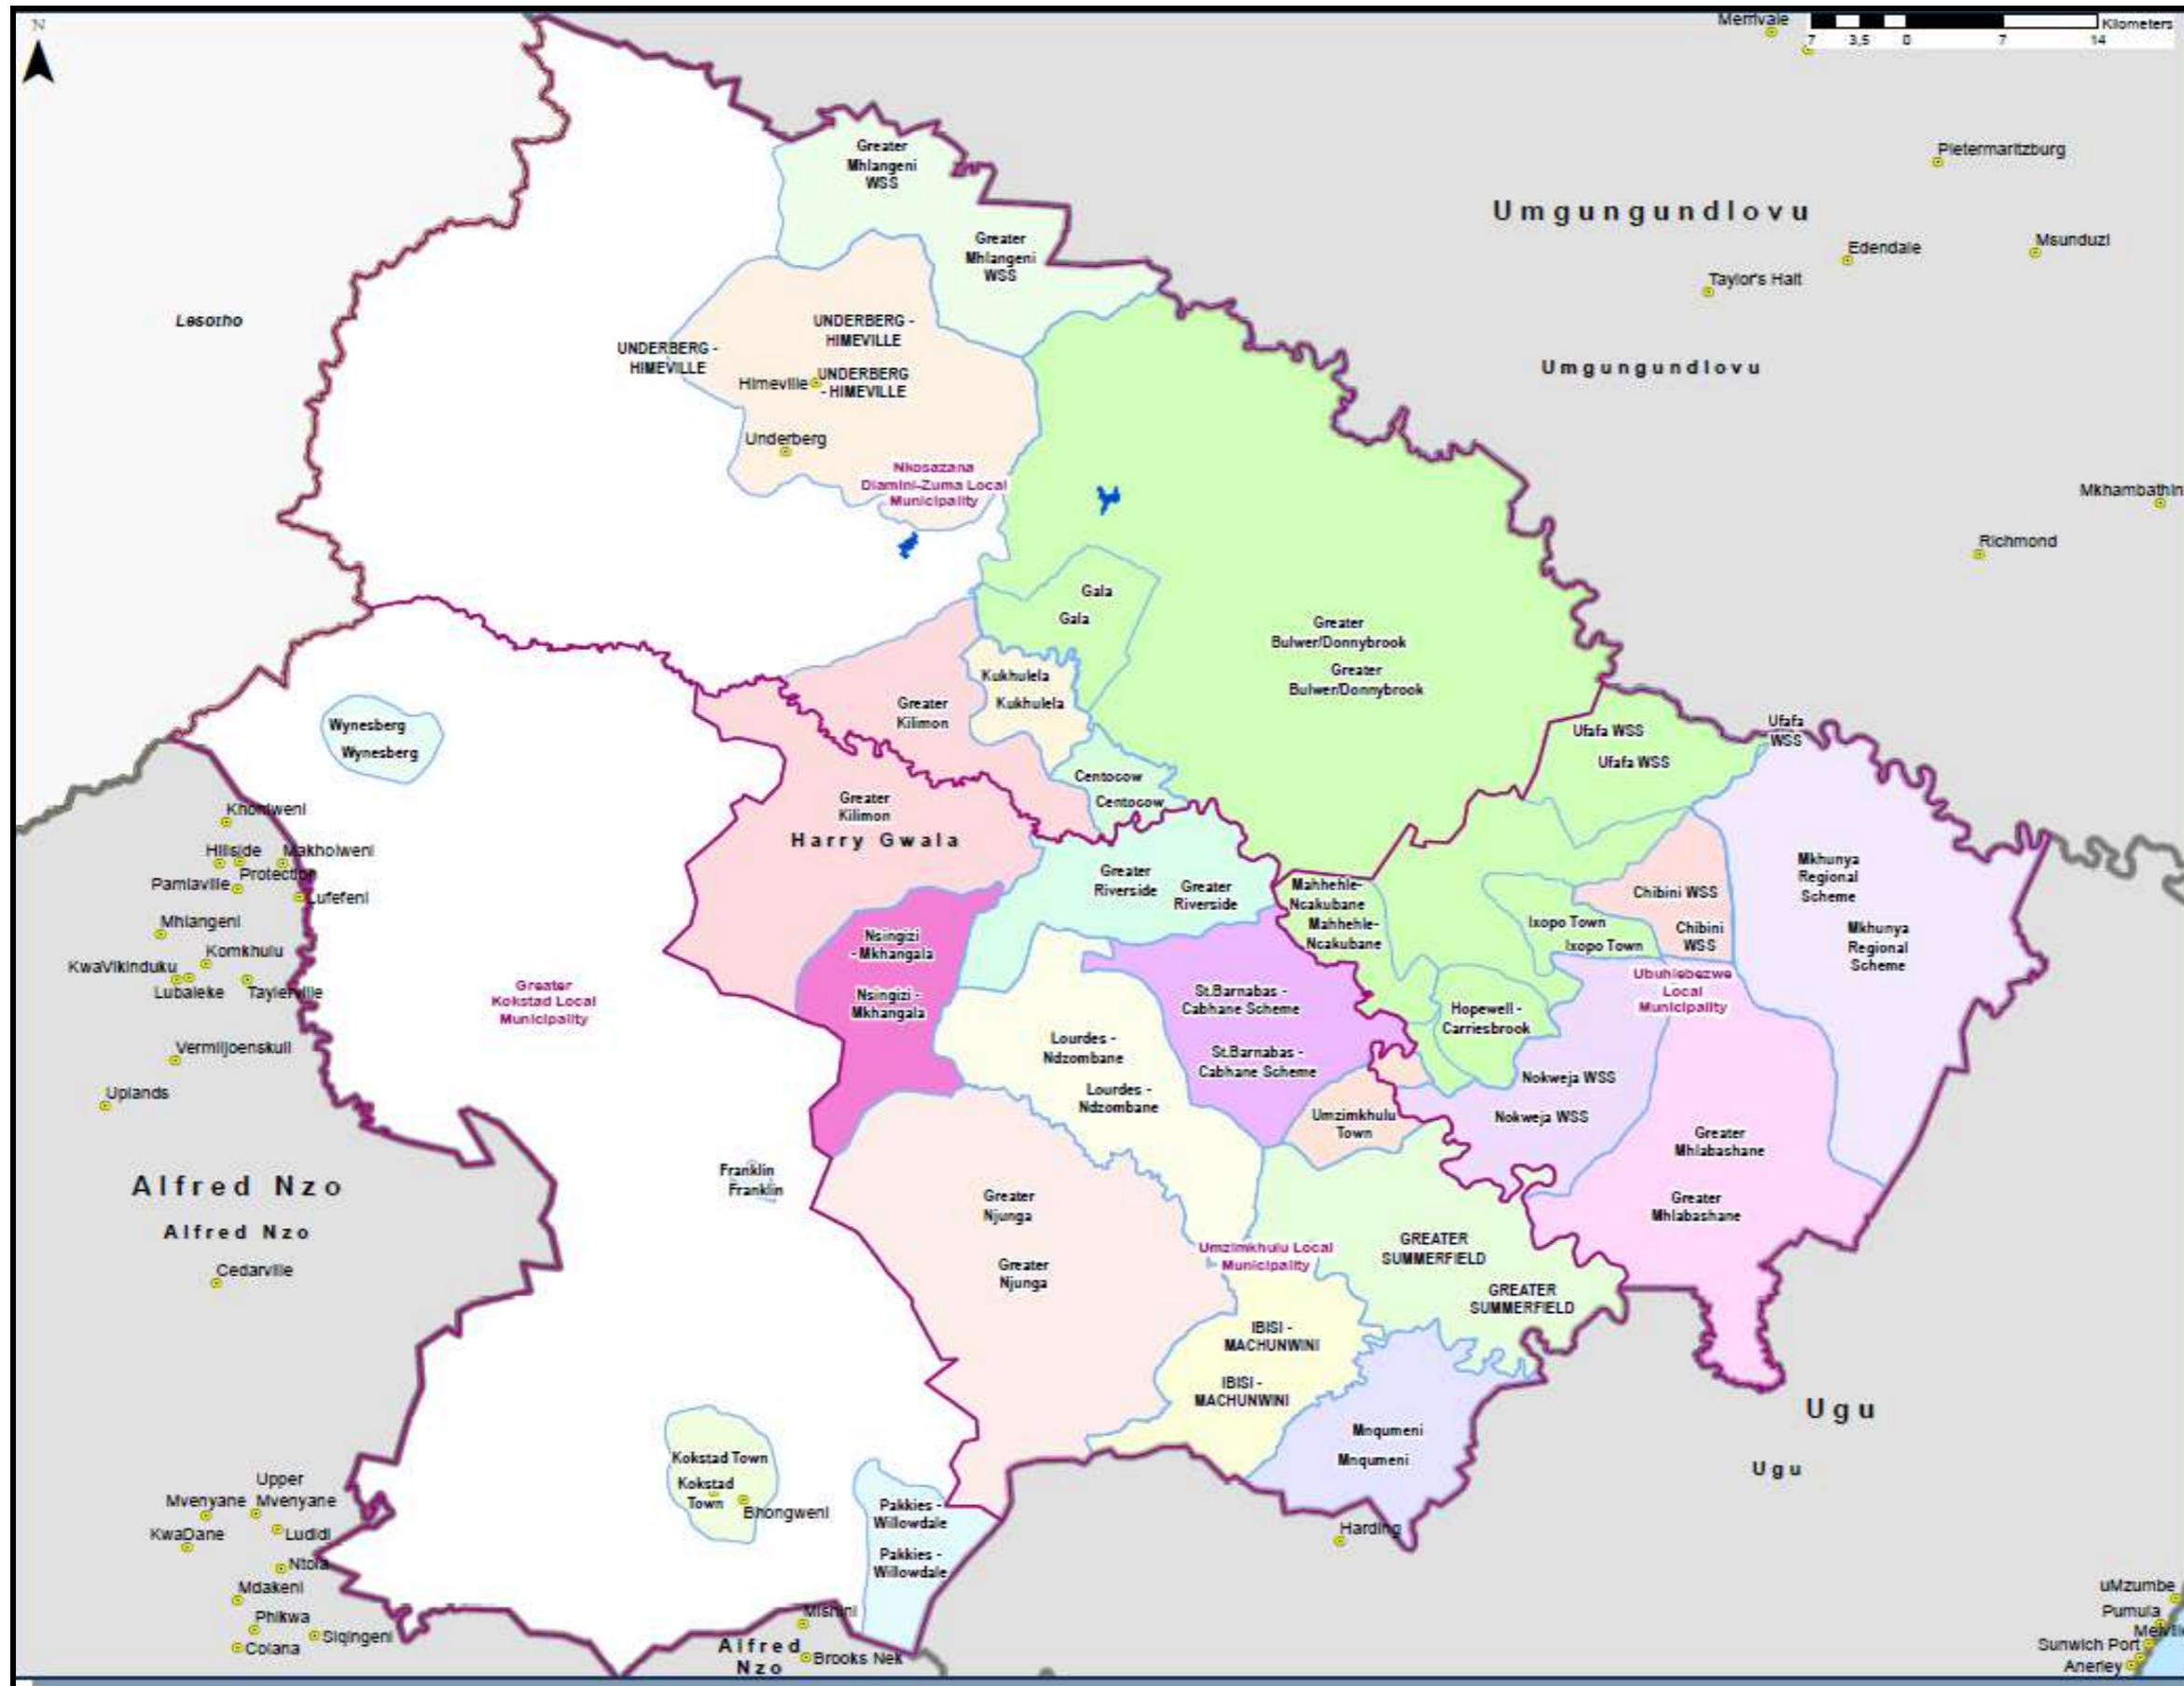 N
Merrivale
Kilometers
7 3,5 0 7 14
Pietermaritzburg
Umgungundlovu
Edendale
Msunduzi
Taylor's Halt
Umgungundlovu
Mkhambathin
Richmond
Lesotho
Greater
Mhlangeni
WSS
Greater
Mhlangeni
WSS
UNDERBERG -
HIMEVILLE
UNDERBERG -
HIMEVILLE
Himeville
UNDERBERG
- HIMEVILLE
Underberg
Nkosazana
Dlamini-Zuma Local
Municipality
Gala
Gala
Greater
Bulwer/Donnybrook
Greater
Bulwer/Donnybrook
Kukhulela
Kukhulela
Greater
Kilimon
Wynesberg
Wynesberg
Ufafa WSS
Ufafa WSS
Ufafa
WSS
Centocow
Centocow
Greater
Kilimon
Harry Gwala
Kholweni
Hillside
Makholweni
Protection
Pamlaville
Lufefeni
Mhlangeni
Komkhulu
KwaVikinduku
Lubaleke
Taylerville
Vermiljoenskuil
Uplands
Greater
Riverside
Greater
Riverside
Mahhehle-
Ncakubane
Mahhehle-
Ncakubane
Chibini WSS
Chibini
WSS
Ixopo Town
Ixopo Town
Mkhunya
Regional
Scheme
Mkhunya
Regional
Scheme
Nsingizi
- Mkhangala
Nsingizi -
Mkhangala
Greater
Kokstad Local
Municipality
Ubuhlebezwe
Local
Municipality
St.Barnabas -
Cabhane Scheme
St.Barnabas -
Cabhane Scheme
Hopewell -
Carriesbrook
Lourdes -
Ndzombane
Lourdes -
Ndzombane
Nokweja WSS
Nokweja WSS
Umzimkhulu
Town
Greater
Mhlabashane
Greater
Mhlabashane
Franklin
Franklin
Alfred Nzo
Alfred Nzo
Cedarville
Greater
Njunga
Greater
Njunga
Umzimkhulu Local
Municipality
GREATER
SUMMERFIELD
GREATER
SUMMERFIELD
IBISI -
MACHUNWINI
IBISI -
MACHUNWINI
Mnqumeni
Mnqumeni
Ugu
Ugu
Kokstad Town
Kokstad
Town
Bhongweni
Pakkies -
Willowdale
Pakkies -
Willowdale
Harding
Upper
Mvenyane
Mvenyane
KwaDane
Ludidi
Ntola
Mdakeni
Phikwa
Siqingeni
Colana
Mishini
Alfred
Nzo
Brooks Nek
uMzumbe
Pumula
Sunwich Port
Anerley